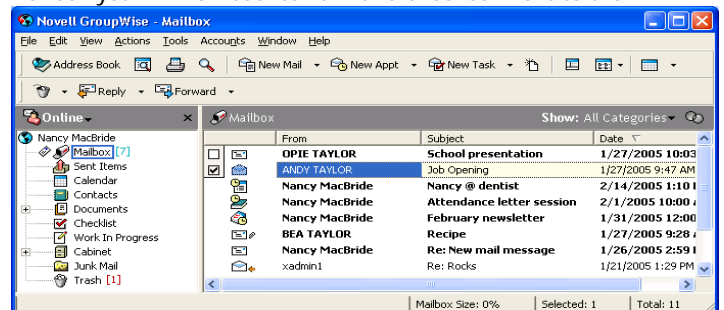 Novell GroupWise - Mailbox
File Edit View Actions Tools Accounts Window Help
Address Book New Mail New Appt New Task
Reply Forward
Online Mailbox Show: All Categories
From Subject Date
Nancy MacBride
Mailbox [7]
Sent Items
Calendar
Contacts
Documents
Checklist
Work In Progress
Cabinet
Junk Mail
Trash [1]
OPIE TAYLOR School presentation 1/27/2005 10:03
ANDY TAYLOR Job Opening 1/27/2005 9:47 AM
Nancy MacBride Nancy @ dentist 2/14/2005 1:10
Nancy MacBride Attendance letter session 2/1/2005 10:00
Nancy MacBride February newsletter 1/31/2005 12:00
BEA TAYLOR Recipe 1/27/2005 9:28
Nancy MacBride Re: New mail message 1/26/2005 2:59
xadmin1 Re: Rocks 1/21/2005 1:29 PM
Mailbox Size: 0% Selected: 1 Total: 11